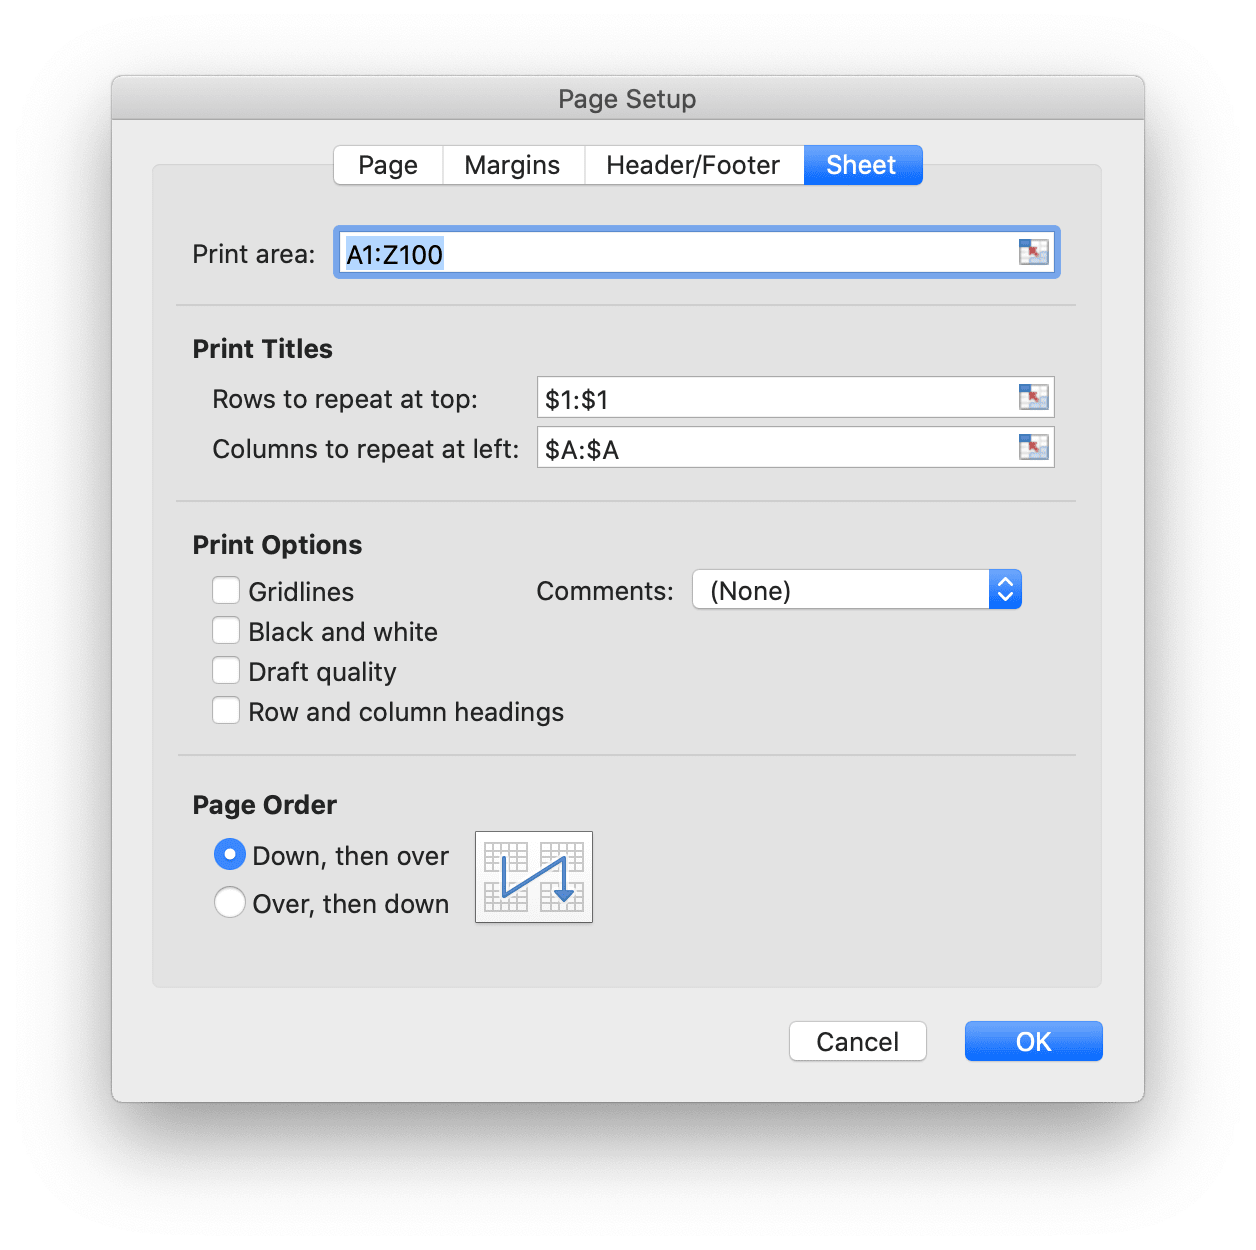 Page Setup
Page Margins Header/Footer Sheet
Print area: A1:Z100
Print Titles
Rows to repeat at top: $1:$1
Columns to repeat at left: $A:$A
Print Options
Gridlines Comments: (None)
Black and white
Draft quality
Row and column headings
Page Order
Down, then over
Over, then down
Cancel OK